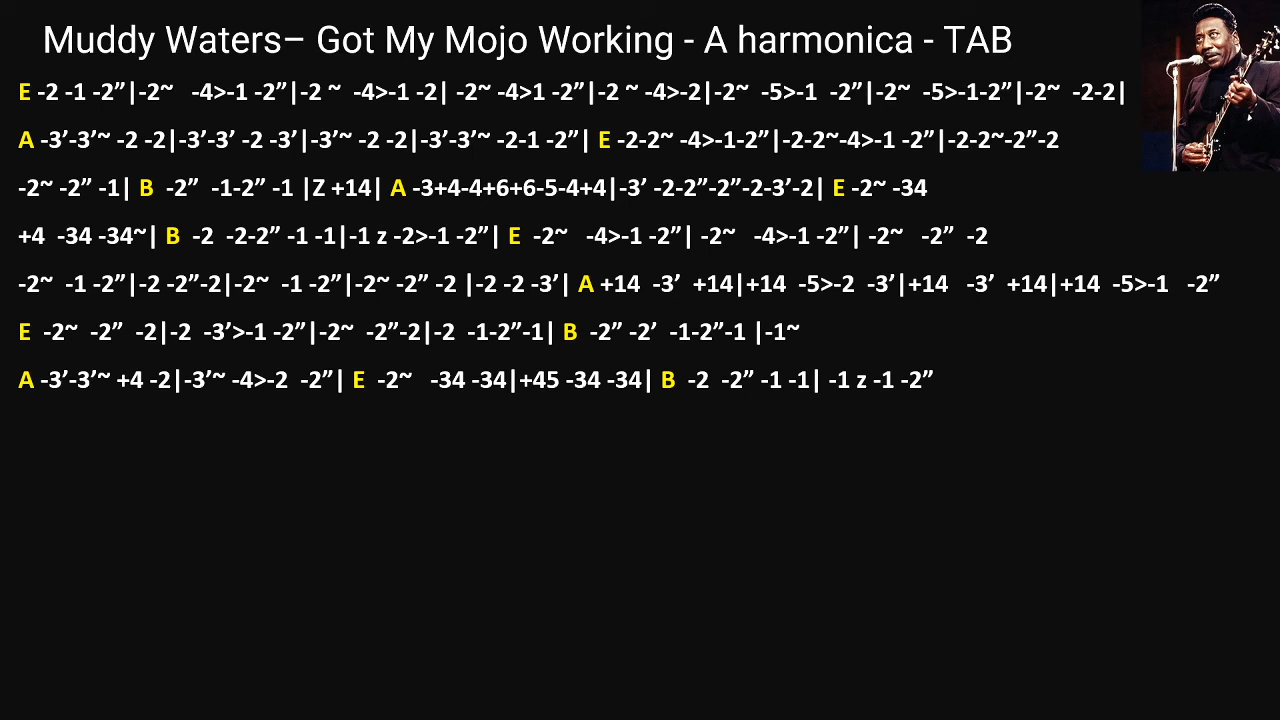 Muddy Waters– Got My Mojo Working - A harmonica - TAB
E -2 -1 -2”|-2~ -4>-1 -2”|-2 ~ -4>-1 -2| -2~ -4>1 -2”|-2 ~ -4>-2|-2~ -5>-1 -2”|-2~ -5>-1-2”|-2~ -2-2|
A -3’-3’~ -2 -2|-3’-3’ -2 -3’|-3’~ -2 -2|-3’-3’~ -2-1 -2”| E -2-2~ -4>-1-2”|-2-2~-4>-1 -2”|-2-2~-2”-2
-2~ -2” -1| B -2” -1-2” -1 |Z +14| A -3+4-4+6+6-5-4+4|-3’ -2-2”-2”-2-3’-2| E -2~ -34
+4 -34 -34~| B -2 -2-2” -1 -1|-1 z -2>-1 -2”| E -2~ -4>-1 -2”| -2~ -4>-1 -2”| -2~ -2” -2
-2~ -1 -2”|-2 -2”-2|-2~ -1 -2”|-2~ -2” -2 |-2 -2 -3’| A +14 -3’ +14|+14 -5>-2 -3’|+14 -3’ +14|+14 -5>-1 -2”
E -2~ -2” -2|-2 -3’>-1 -2”|-2~ -2”-2|-2 -1-2”-1| B -2” -2’ -1-2”-1 |-1~
A -3’-3’~ +4 -2|-3’~ -4>-2 -2”| E -2~ -34 -34|+45 -34 -34| B -2 -2” -1 -1| -1 z -1 -2”